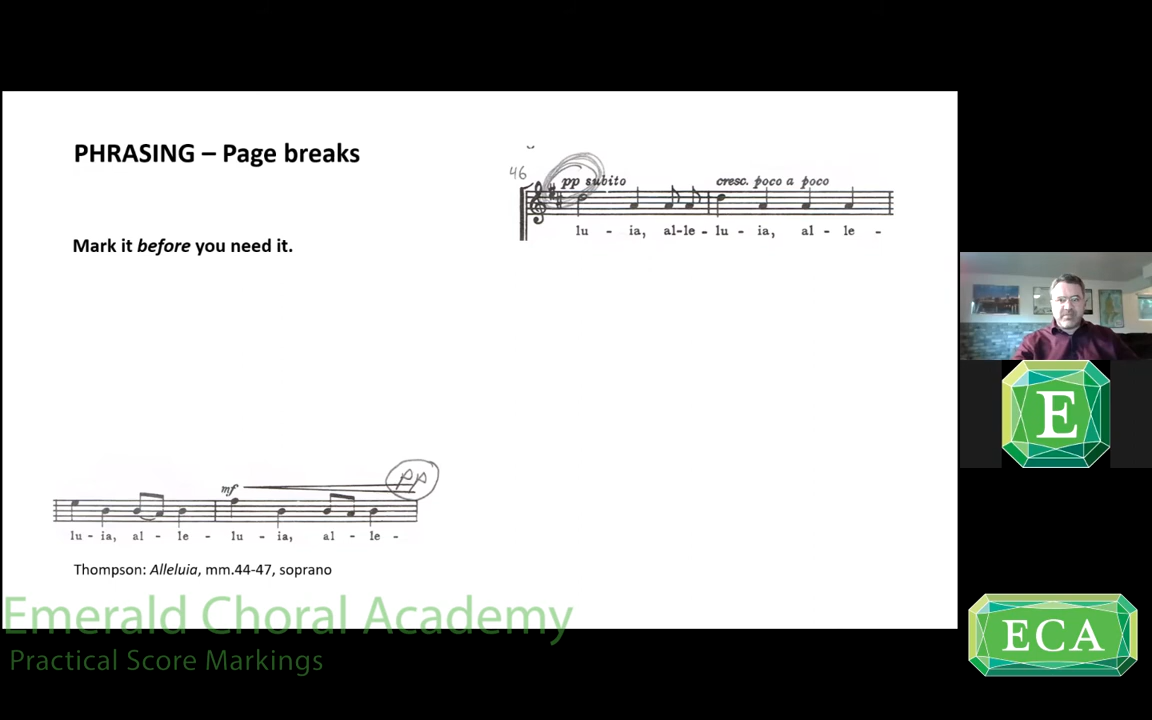 PHRASING – Page breaks
46
pp subito cresc. poco a poco
lu - ia, al-le - lu - ia, al - le -
Mark it before you need it.
mf pp
lu - ia, al - le - lu - ia, al - le -
Thompson: Alleluia, mm.44-47, soprano
Emerald Choral Academy
Practical Score Markings
E
ECA